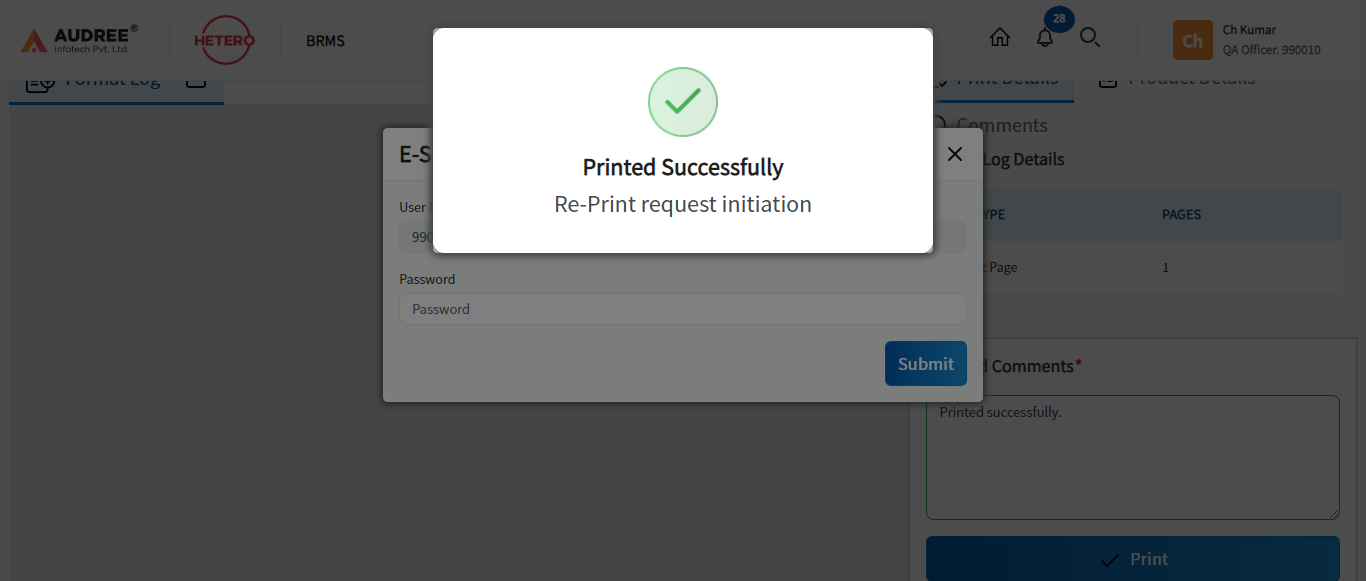 AUDREE®
Infotech Pvt. Ltd.
HETERO
BRMS
28
Ch
Ch Kumar
QA Officer. 990010
Format Log
Print Details
Product Details
Comments
Log Details
PAGES
Page
1
Comments*
Printed successfully.
Print
E-S
User
990
Password
Password
Submit
Printed Successfully
Re-Print request initiation